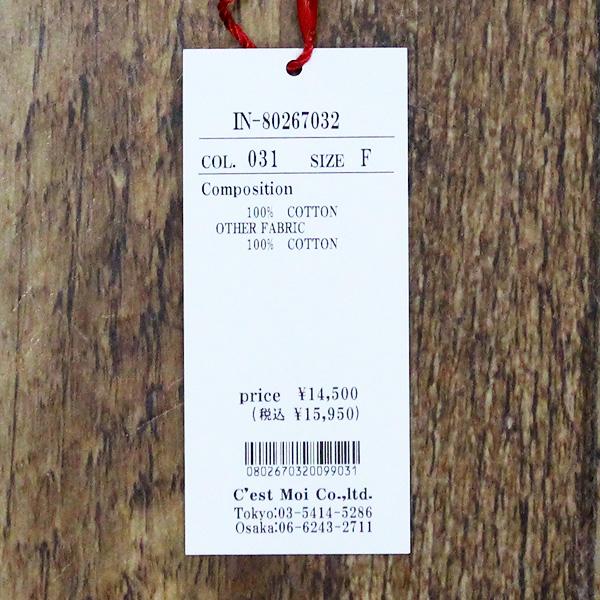 IN-80267032
COL. 031 SIZE F
Composition
100% COTTON
OTHER FABRIC
100% COTTON
price ¥14,500
(税込 ¥15,950)
0802670320099031
C'est Moi Co.,ltd.
Tokyo:03-5414-5286
Osaka:06-6243-2711